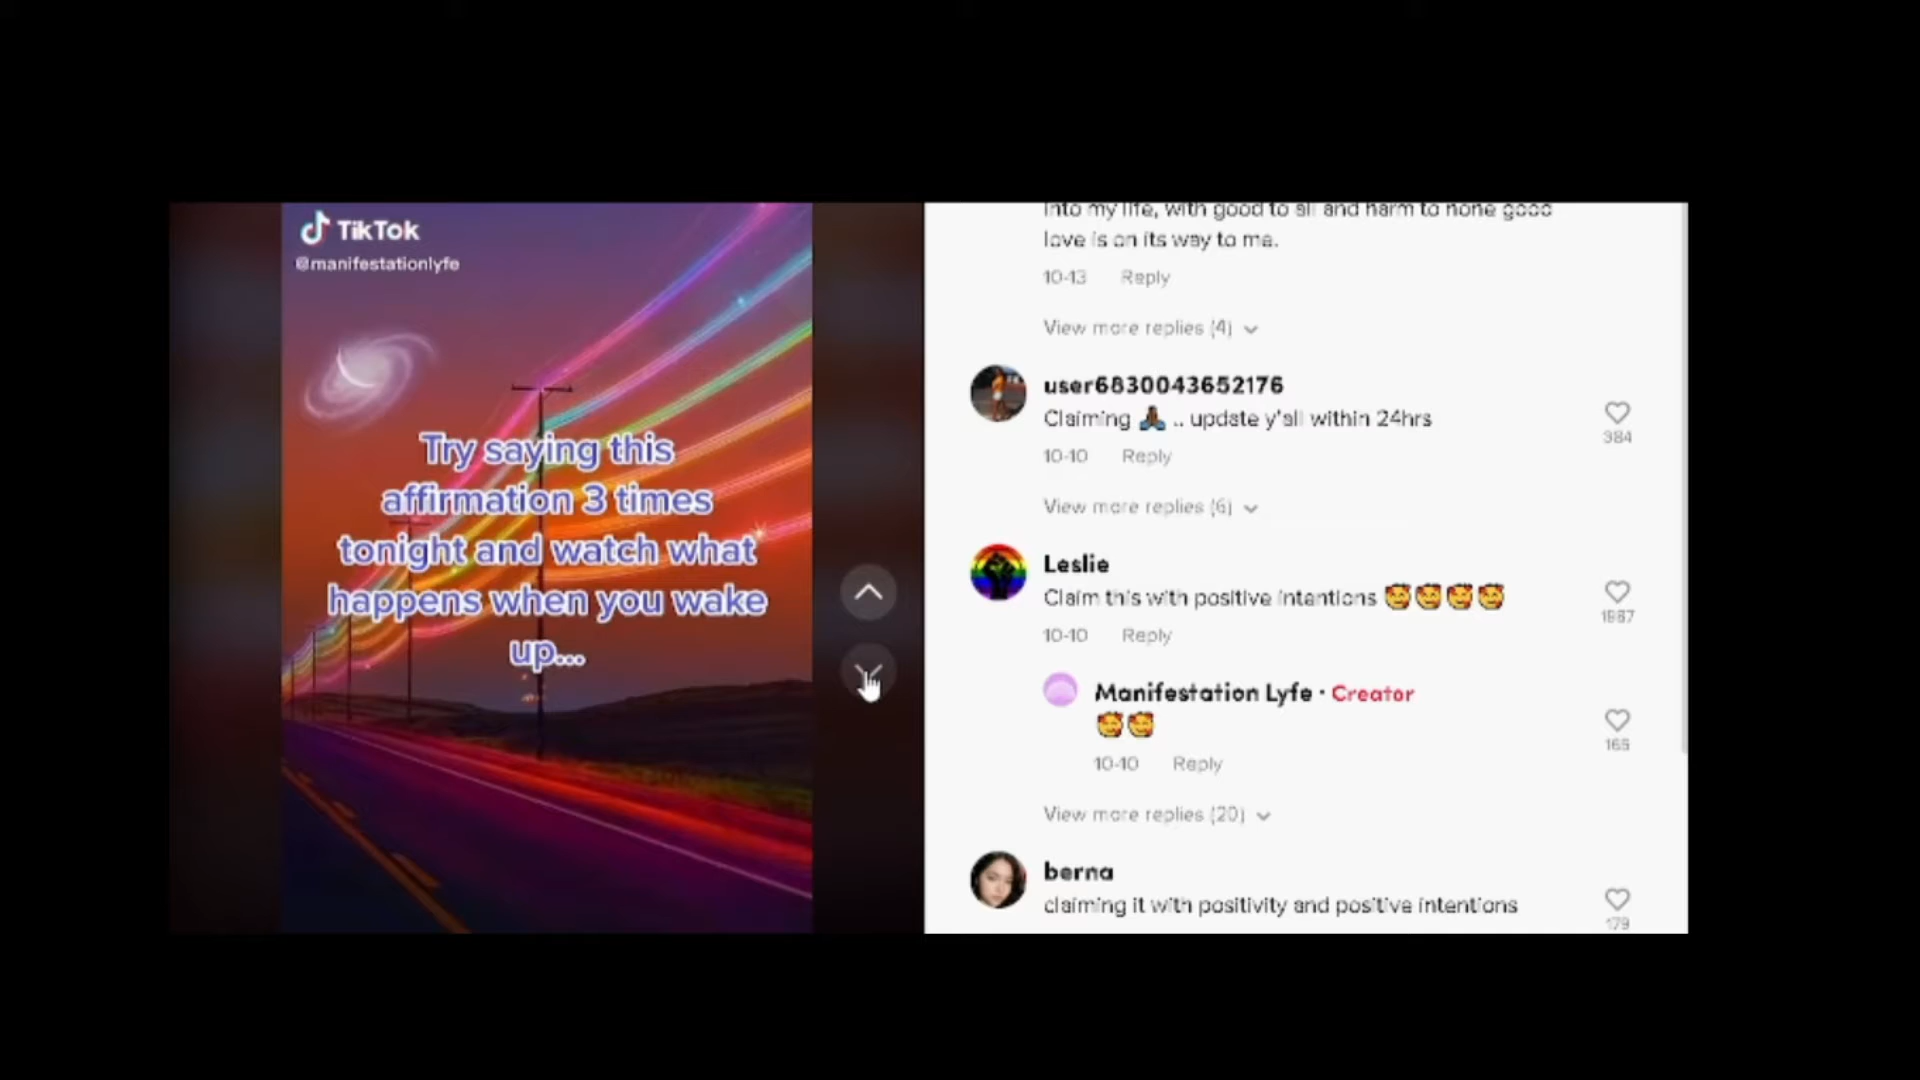 TikTok
@manifestationlyfe
Try saying this
affirmation 3 times
tonight and watch what
happens when you wake
up...
into my life, with good to all and harm to none good
love is on its way to me.
10-13 Reply
View more replies (4)
user6830043652176
Claiming 🙏🏾 .. update y'all within 24hrs
384
10-10 Reply
View more replies (6)
Leslie
Claim this with positive intentions 🥰🥰🥰🥰
1867
10-10 Reply
Manifestation Lyfe · Creator
🥰🥰
165
10-10 Reply
View more replies (20)
berna
claiming it with positivity and positive intentions
179